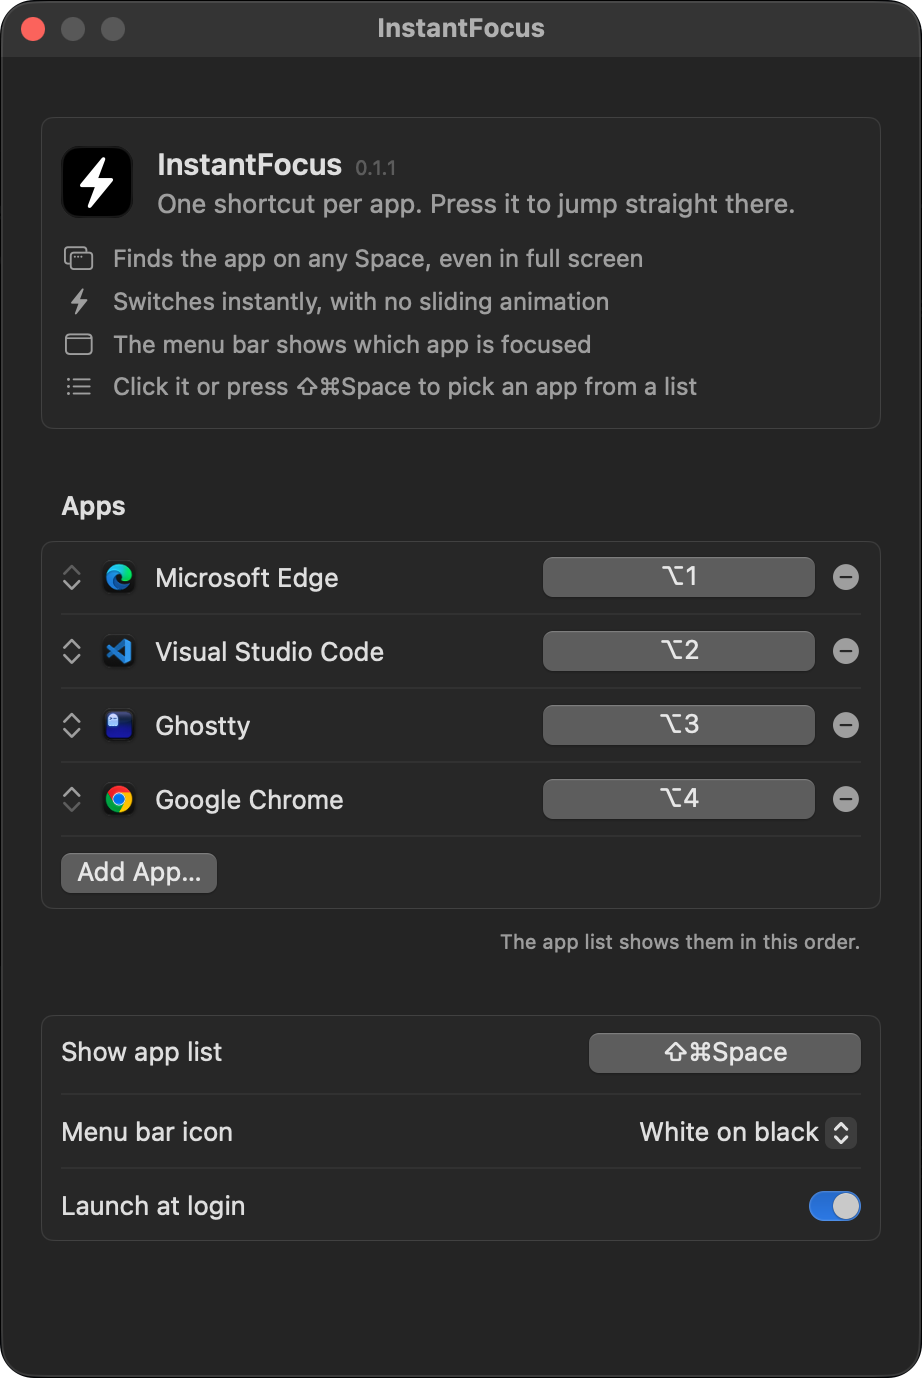 InstantFocus
InstantFocus 0.1.1
One shortcut per app. Press it to jump straight there.
Finds the app on any Space, even in full screen
Switches instantly, with no sliding animation
The menu bar shows which app is focused
Click it or press ⇧⌘Space to pick an app from a list
Apps
Microsoft Edge ⌥1
Visual Studio Code ⌥2
Ghostty ⌥3
Google Chrome ⌥4
Add App...
The app list shows them in this order.
Show app list ⇧⌘Space
Menu bar icon White on black
Launch at login